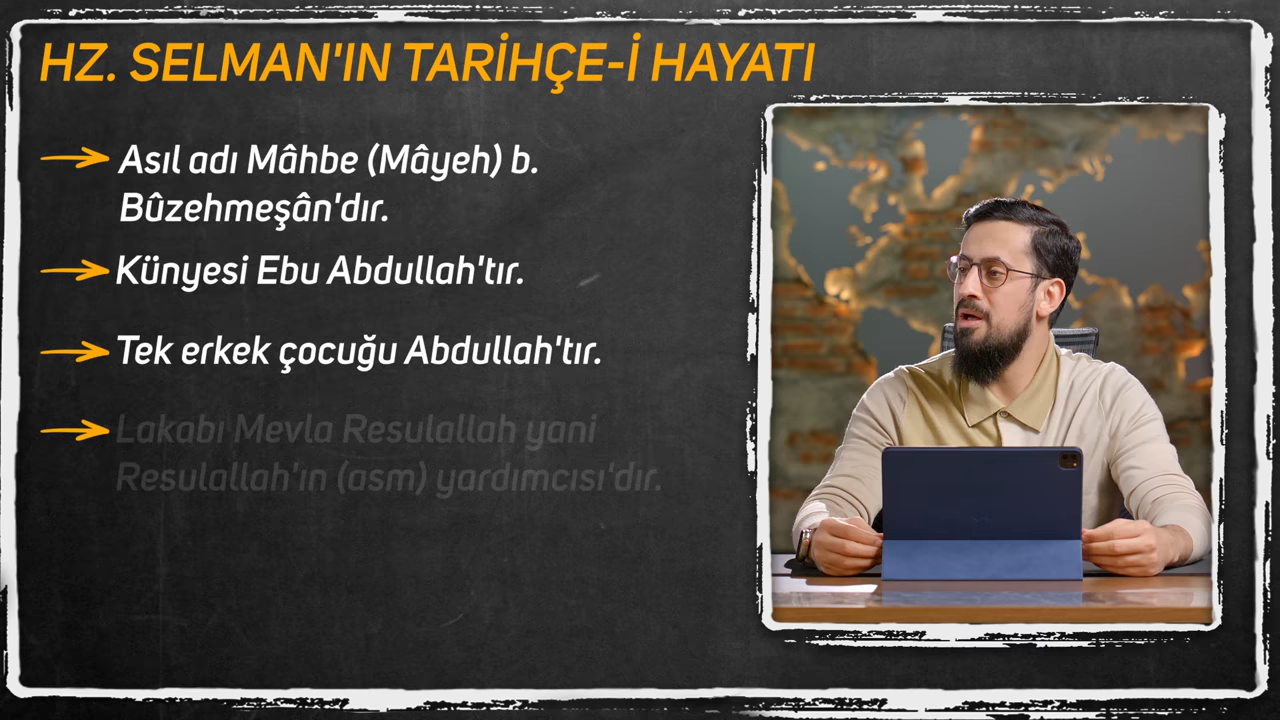 HZ. SELMAN'IN TARİHÇE-İ HAYATI
Asıl adı Mâhbe (Mâyeh) b.
Bûzehmeşân'dır.
Künyesi Ebu Abdullah'tır.
Tek erkek çocuğu Abdullah'tır.
Lakabı Mevla Resulallah yani
Resulallah'ın (asm) yardımcısı'dır.